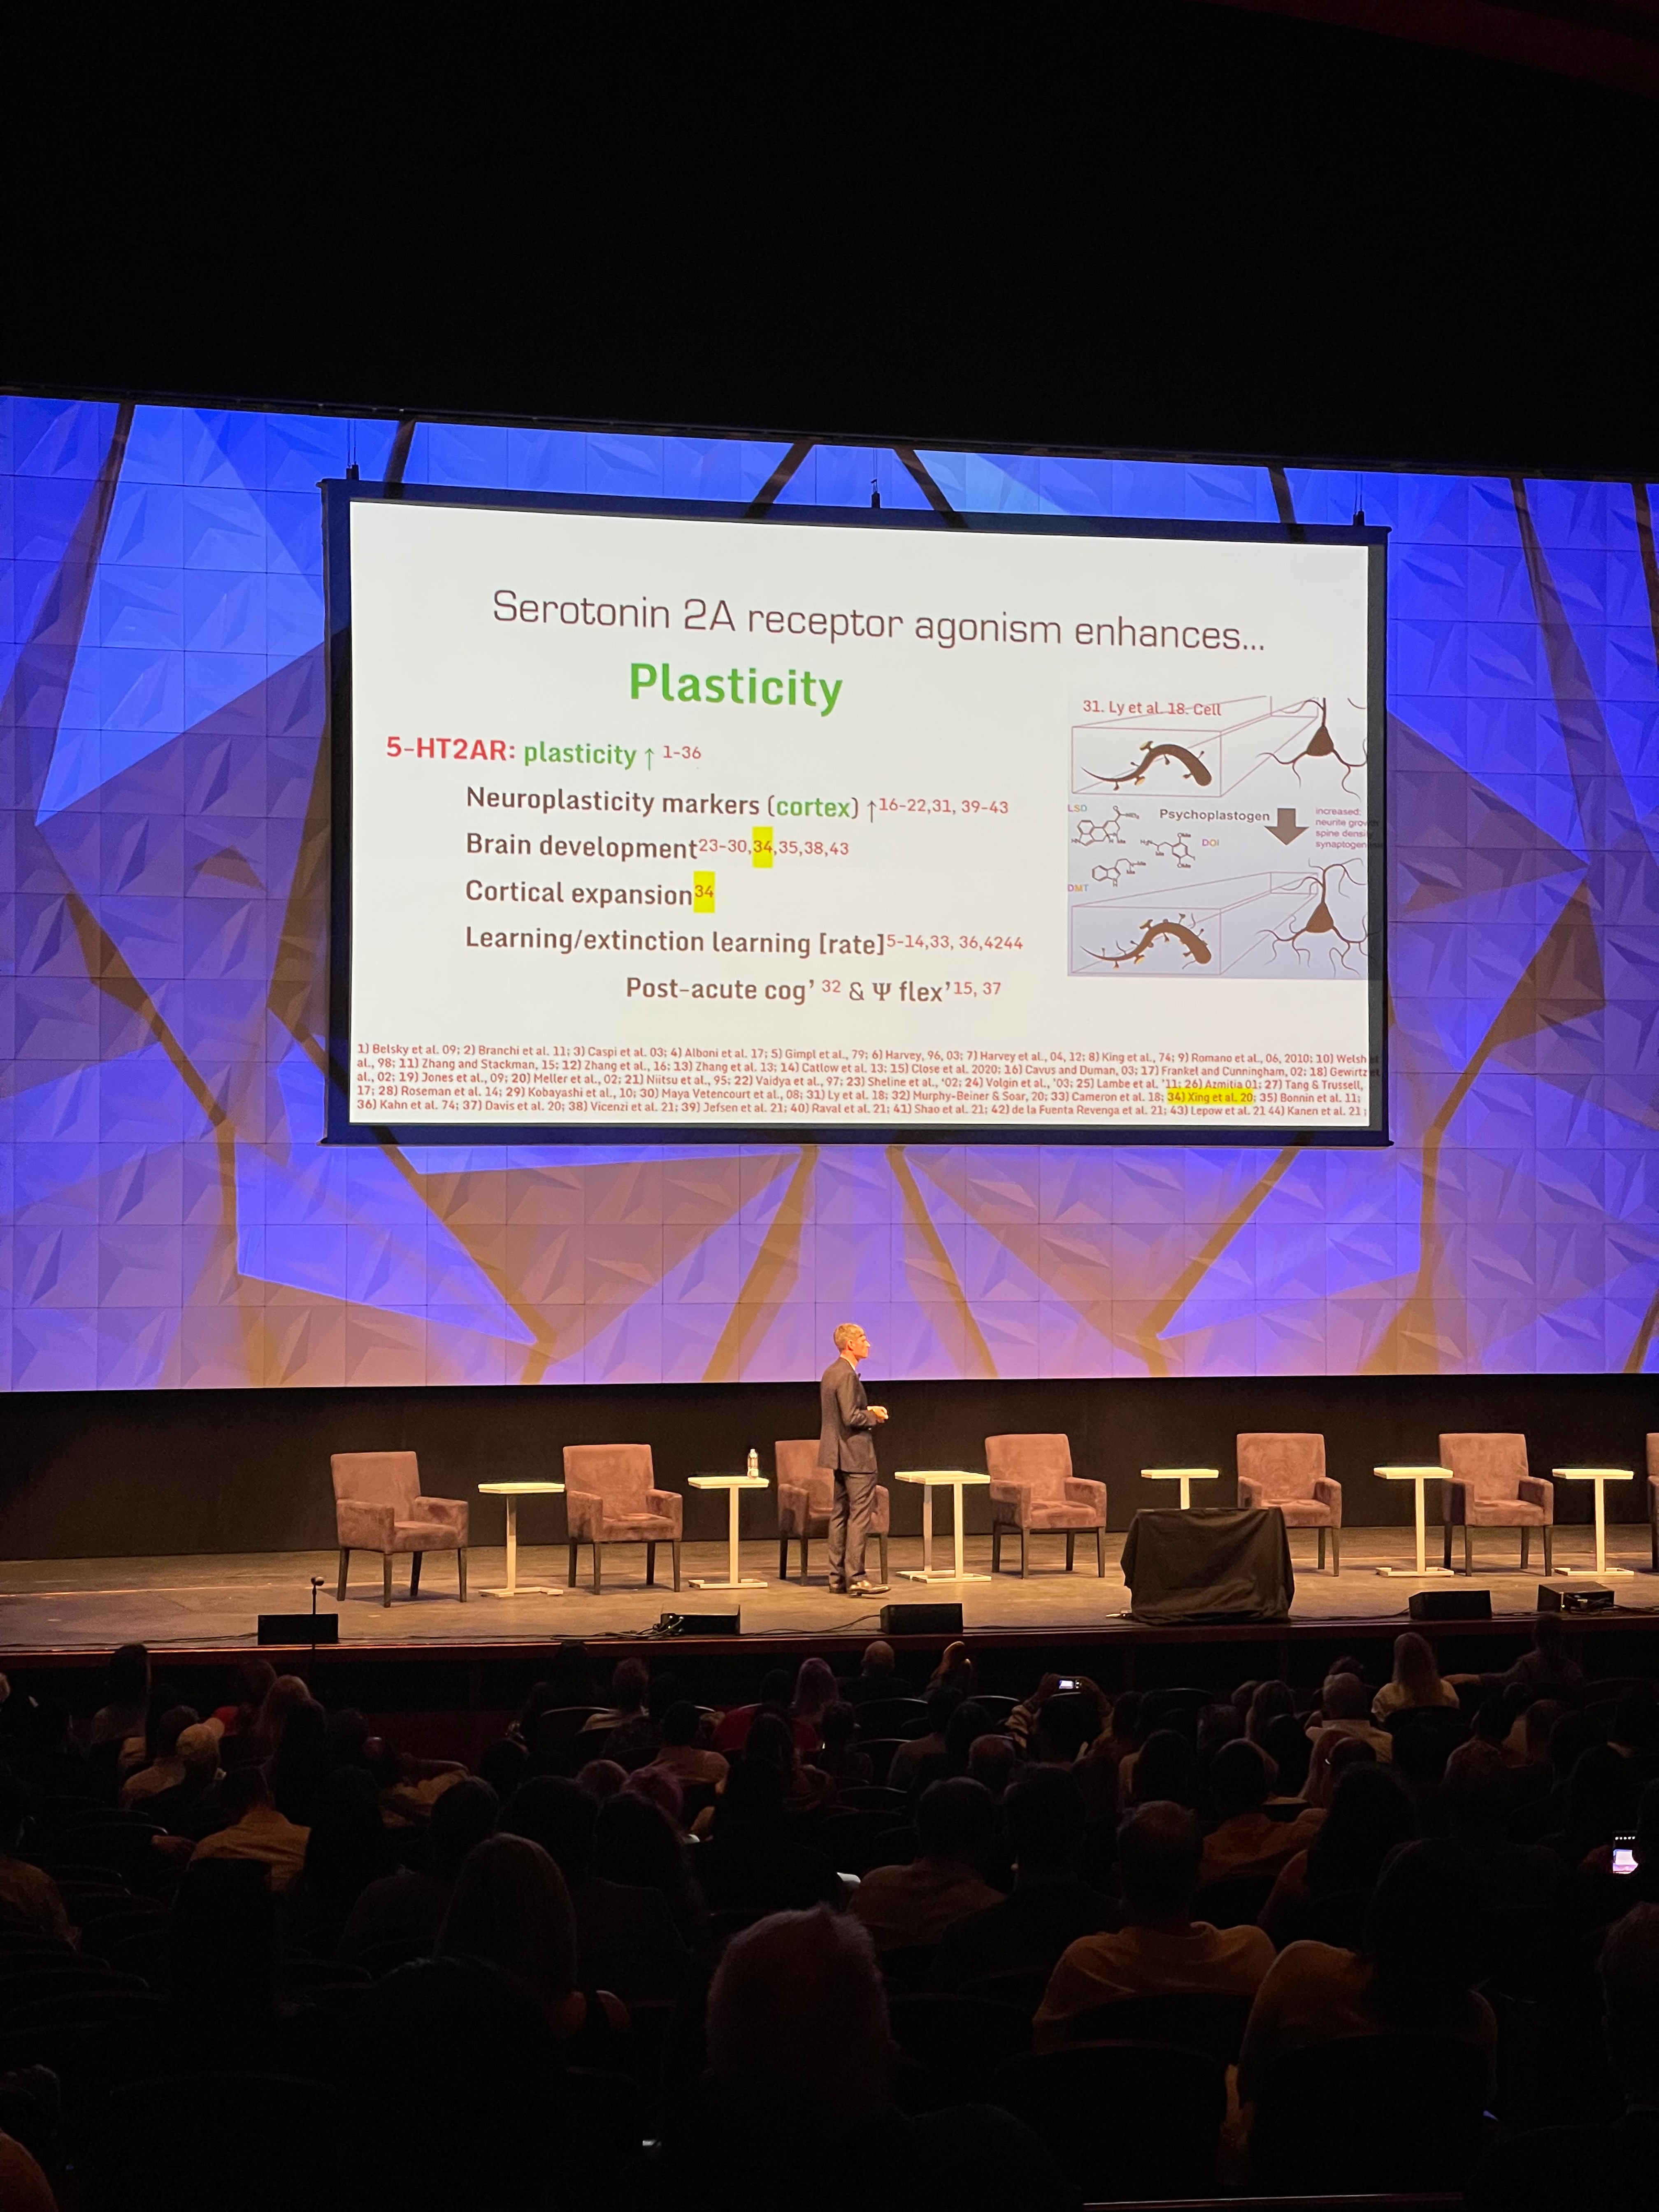 Serotonin 2A receptor agonism enhances...
Plasticity
5-HT2AR: plasticity ↑ 1-36
Neuroplasticity markers (cortex) ↑16-22,31, 39-43
Brain development23-30,34,35,38,43
Cortical expansion34
Learning/extinction learning [rate]5-14,33, 36,4244
Post-acute cog’ 32 & Ψ flex’15, 37
31. Ly et al. 18. Cell
LSD
Psychoplastogen
DOI
DMT
increased:
neurite
spine
1) Belsky et al. 09; 2) Branchi et al. 11; 3) Caspi et al. 03; 4) Alboni et al. 17; 5) Gimpl et al., 79; 6) Harvey, 96, 03; 7) Harvey et al., 04, 12; 8) King et al., 74; 9) Romano et al., 06, 2010; 10) Welsh et
al., 98; 11) Zhang and Stackman, 15; 12) Zhang et al., 16; 13) Zhang et al. 13; 14) Catlow et al. 13; 15) Close et al. 2020; 16) Cavus and Duman, 03; 17) Frankel and Cunningham, 02; 18) Gewirtz et
al., 02; 19) Jones et al., 09; 20) Meller et al., 02; 21) Niitsu et al., 95; 22) Vaidya et al., 97; 23) Sheline et al., '02; 24) Volgin et al., '03; 25) Lambe et al. '11; 26) Azmitia 01; 27) Tang & Trussell,
17; 28) Roseman et al. 14; 29) Kobayashi et al., 10; 30) Maya Vetencourt et al., 08; 31) Ly et al. 18; 32) Murphy-Beiner & Soar, 20; 33) Cameron et al. 18; 34) Xing et al. 20; 35) Bonnin et al. 11;
36) Kahn et al. 74; 37) Davis et al. 20; 38) Vicenzi et al. 21; 39) Jefsen et al. 21; 40) Raval et al. 21; 41) Shao et al. 21; 42) de la Fuenta Revenga et al. 21; 43) Lepow et al. 21 44) Kanen et al. 21 ;